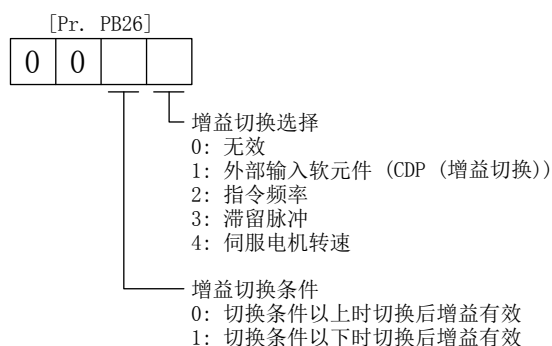 [Pr. PB26]
0 0
增益切换选择
0: 无效
1: 外部输入软元件 (CDP (增益切换))
2: 指令频率
3: 滞留脉冲
4: 伺服电机转速
增益切换条件
0: 切换条件以上时切换后增益有效
1: 切换条件以下时切换后增益有效